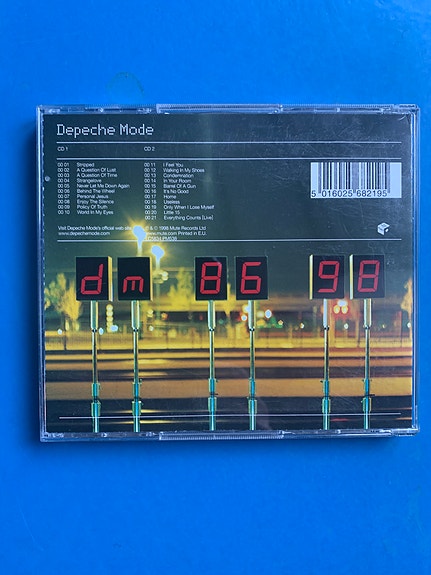 Depeche Mode
CD 1
CD 2
00 01 Stripped
00 02 A Question Of Lust
00 03 A Question Of Time
00 04 Strangelove
00 05 Never Let Me Down Again
00 06 Behind The Wheel
00 07 Personal Jesus
00 08 Enjoy The Silence
00 09 Policy Of Truth
00 10 World In My Eyes
00 11 I Feel You
00 12 Walking In My Shoes
00 13 Condemnation
00 14 In Your Room
00 15 Barrel Of A Gun
00 16 It's No Good
00 17 Home
00 18 Useless
00 19 Only When I Lose Myself
00 20 Little 15
00 21 Everything Counts [Live]
5 016025 682195
Visit Depeche Mode's official web site
www.depechemode.com
& © 1998 Mute Records Ltd
www.mute.com Printed in E.U.
dm 86 98